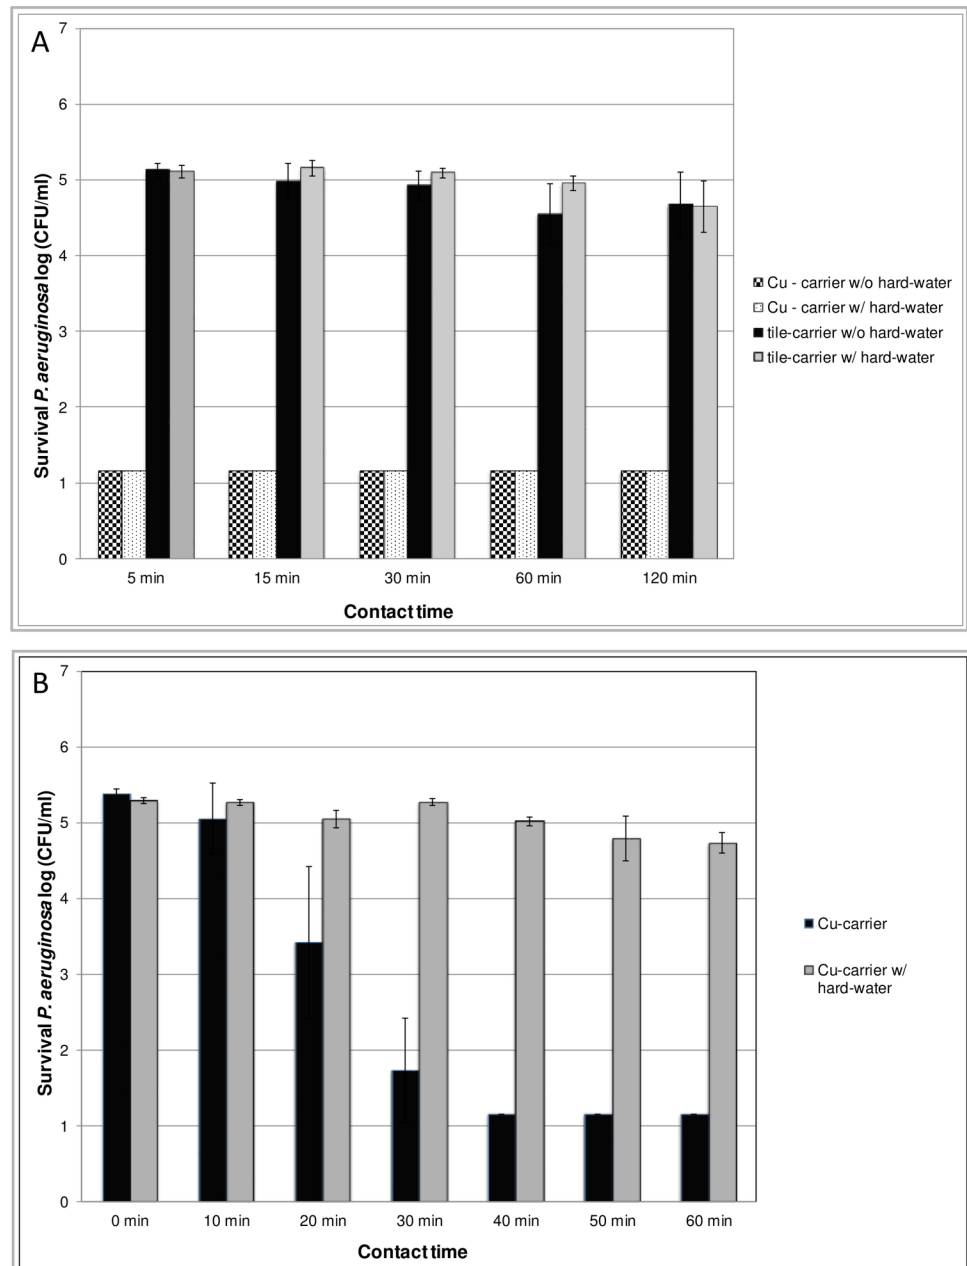 A
7
6
5
4
3
2
1
0
Survival P. aeruginosa log (CFU/ml)
5 min 15 min 30 min 60 min 120 min
Contact time
Cu - carrier w/o hard-water
Cu - carrier w/ hard-water
tile-carrier w/o hard-water
tile-carrier w/ hard-water
B
7
6
5
4
3
2
1
0
Survival P. aeruginosa log (CFU/ml)
0 min 10 min 20 min 30 min 40 min 50 min 60 min
Contact time
Cu-carrier
Cu-carrier w/
hard-water